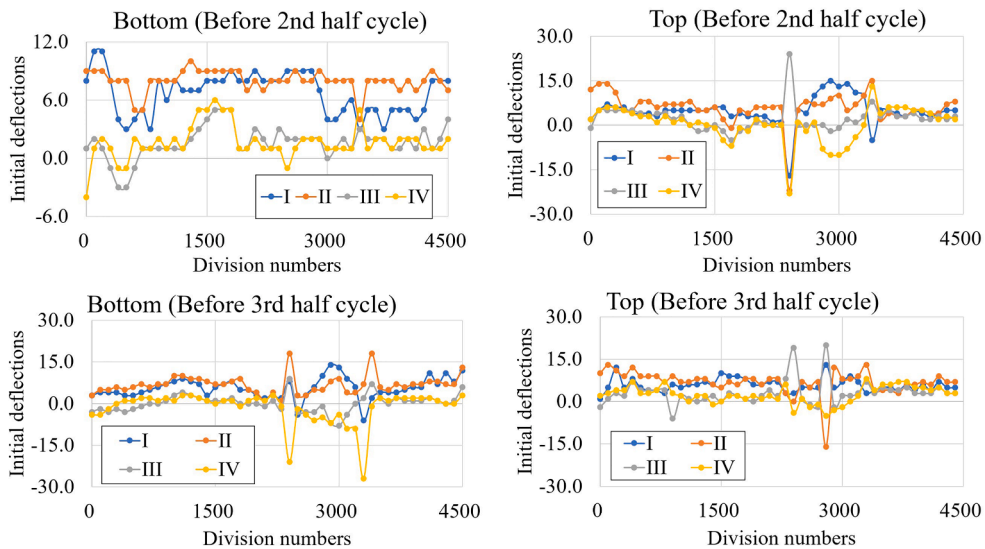 Bottom (Before 2nd half cycle)
Initial deflections
12.0
6.0
0.0
-6.0
I II III IV
0 1500 3000 4500
Division numbers
Top (Before 2nd half cycle)
Initial deflections
30.0
15.0
0.0
-15.0
-30.0
I II
III IV
0 1500 3000 4500
Division numbers
Bottom (Before 3rd half cycle)
Initial deflections
30.0
15.0
0.0
-15.0
-30.0
I II
III IV
0 1500 3000 4500
Division numbers
Top (Before 3rd half cycle)
Initial deflections
30.0
15.0
0.0
-15.0
-30.0
I II
III IV
0 1500 3000 4500
Division numbers